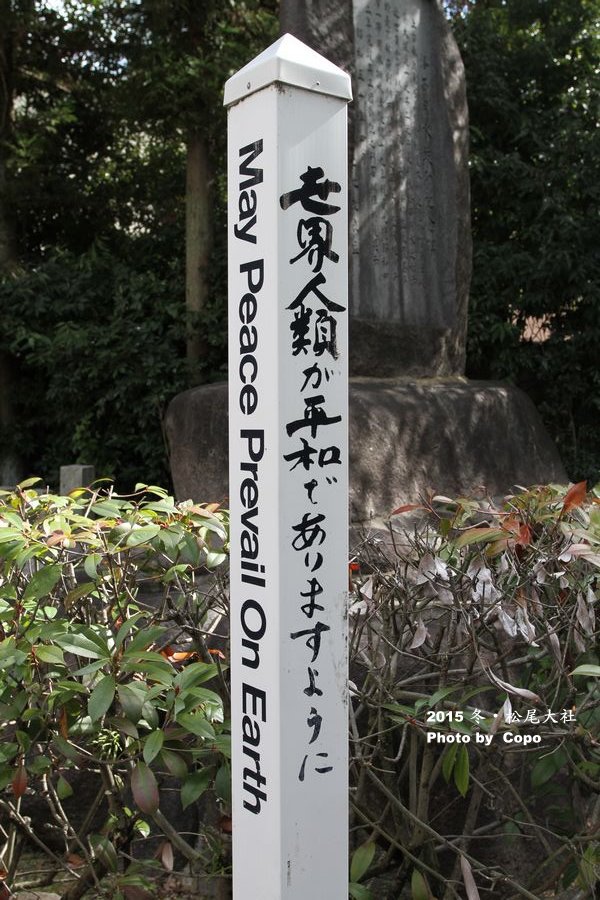 May Peace Prevail On Earth
世界人類が平和でありますように
2015 冬・松尾大社
Photo by Copo